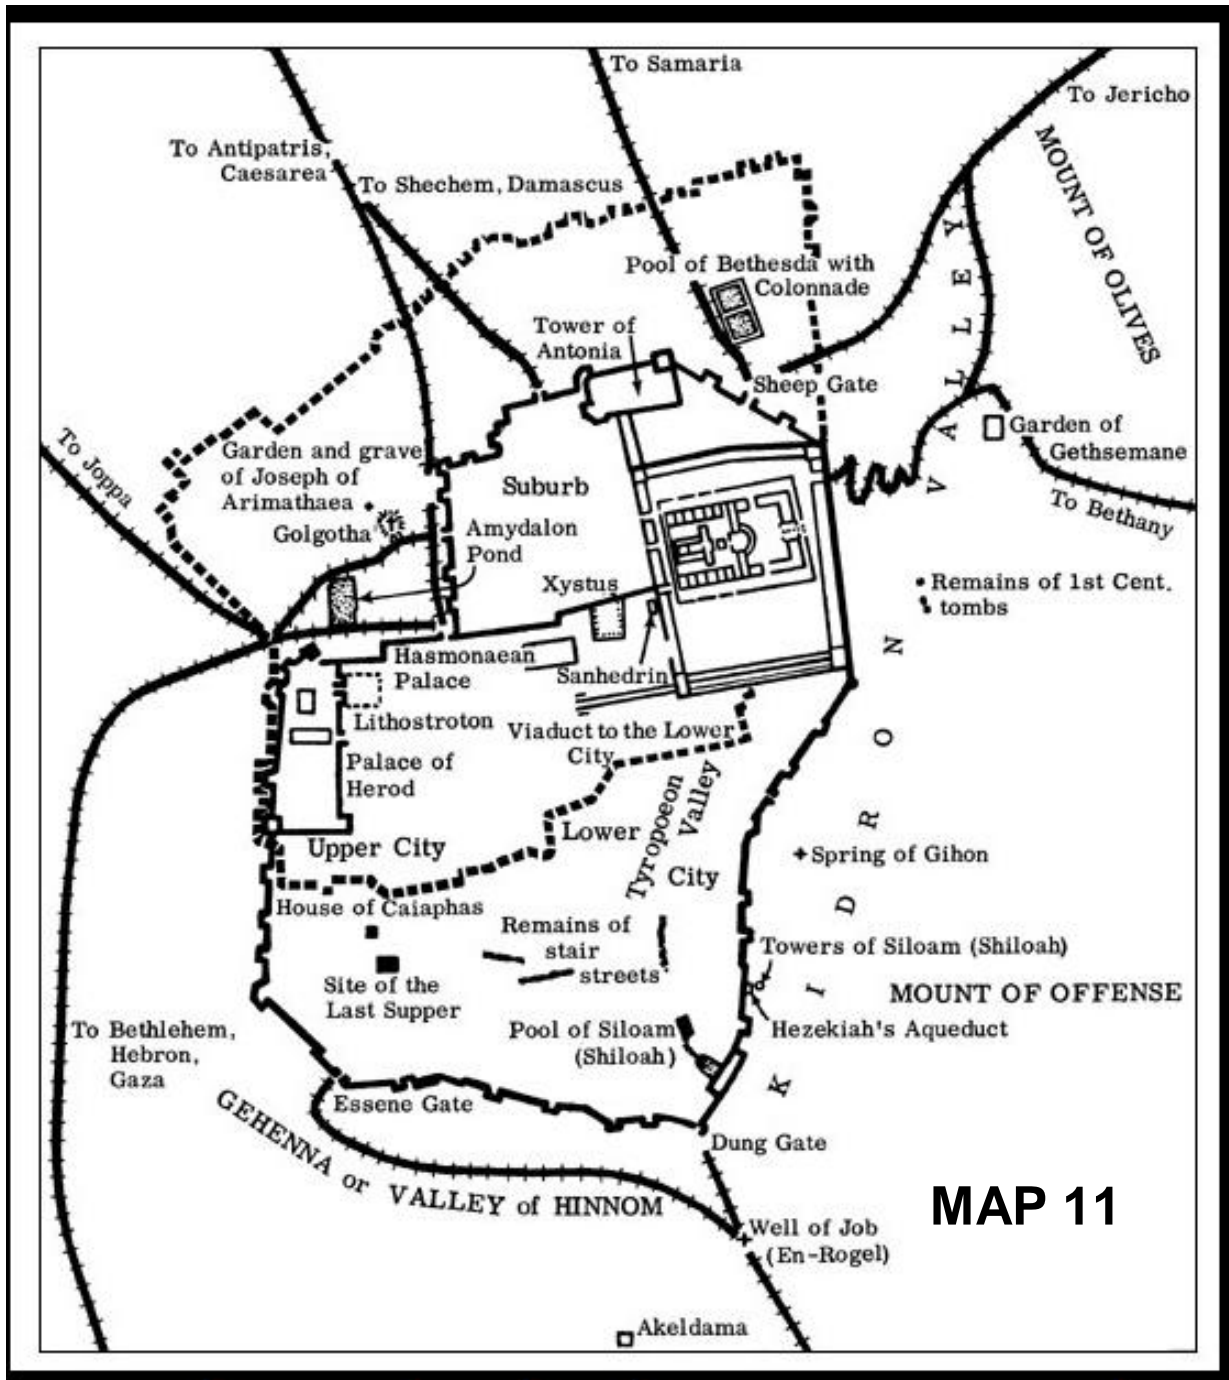 To Samaria
To Jericho
MOUNT OF OLIVES
To Antipatris,
Caesarea
To Shechem, Damascus
Pool of Bethesda with
Colonnade
Tower of
Antonia
Sheep Gate
VALLEY
Garden of
Gethsemane
To Bethany
To Joppa
Garden and grave
of Joseph of
Arimathaea
Golgotha
Suburb
Amydalon
Pond
Xystus
Remains of 1st Cent.
tombs
Hasmonaean
Palace
Sanhedrin
Lithostroton
Viaduct to the Lower
City
Palace of
Herod
Tyropoeon
Valley
Upper City
Lower
City
Spring of Gihon
KIDRON
House of Caiaphas
Remains of
stair
streets
Towers of Siloam (Shiloah)
Site of the
Last Supper
MOUNT OF OFFENSE
Hezekiah's Aqueduct
Pool of Siloam
(Shiloah)
To Bethlehem,
Hebron,
Gaza
Essene Gate
GEHENNA or VALLEY of HINNOM
Dung Gate
MAP 11
Well of Job
(En-Rogel)
Akeldama